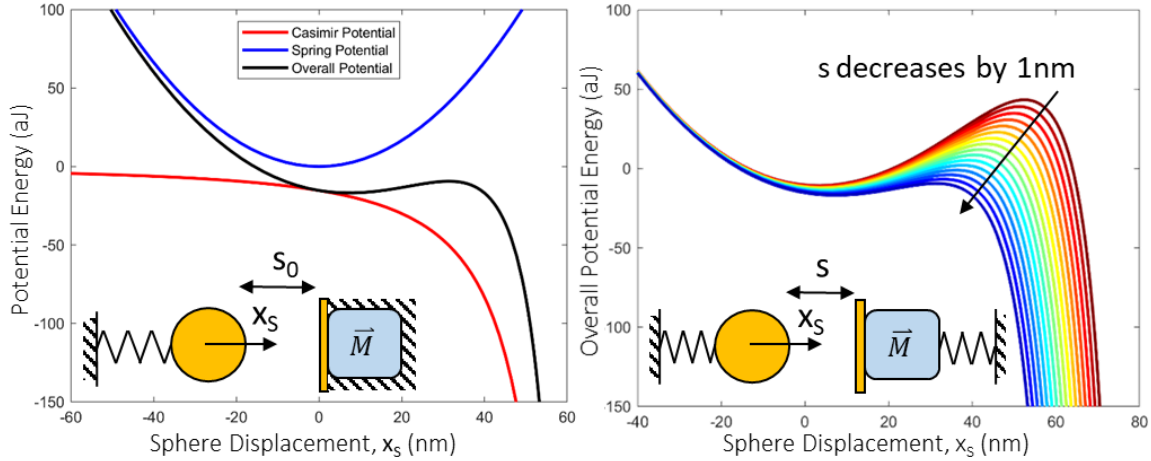 100
50
0
-50
-100
-150
Potential Energy (aJ)
Casimir Potential
Spring Potential
Overall Potential
s₀
xₛ
M⃗
-60
-40
-20
0
20
40
60
Sphere Displacement, xₛ (nm)
100
50
0
-50
100
-150
Overall Potential Energy (aJ)
s decreases by 1nm
s
xₛ
M⃗
-40
-20
0
20
40
60
80
Sphere Displacement, xₛ (nm)